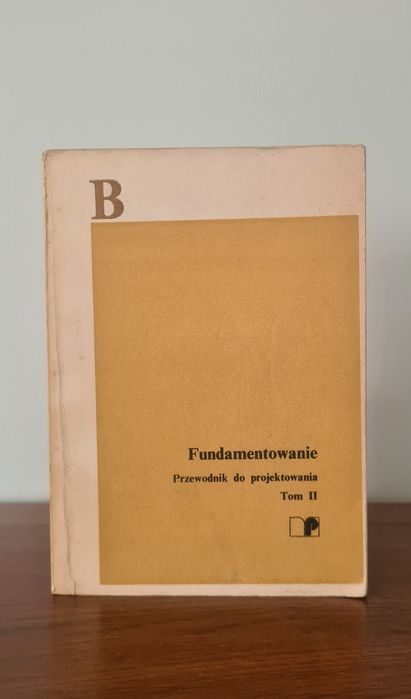 B
Fundamentowanie
Przewodnik do projektowania
Tom II